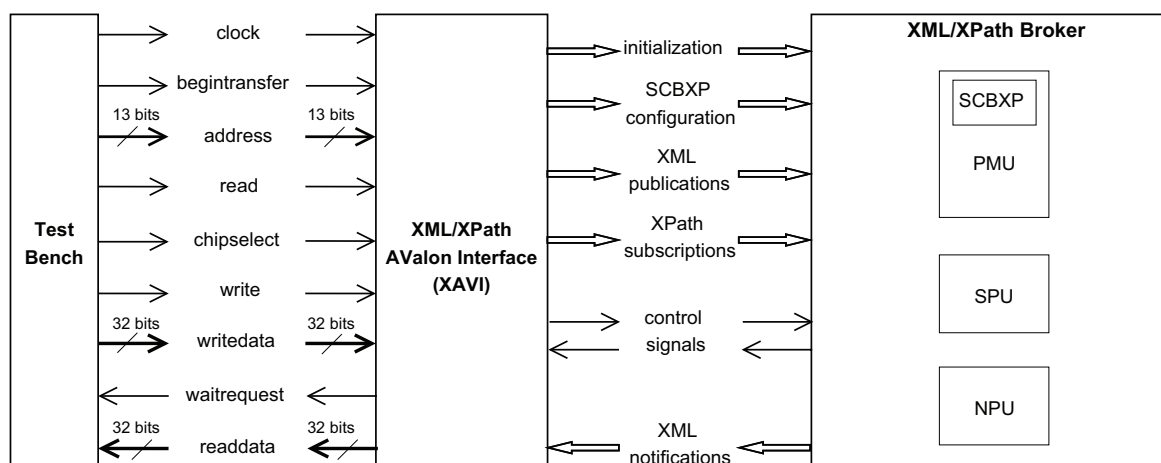 clock
begintransfer
13 bits
13 bits
address
read
Test
Bench
chipselect
write
32 bits
32 bits
writedata
waitrequest
32 bits
32 bits
readdata
XML/XPath
AValon Interface
(XAVI)
initialization
SCBXP
configuration
XML
publications
XPath
subscriptions
control
signals
XML
notifications
XML/XPath Broker
SCBXP
PMU
SPU
NPU